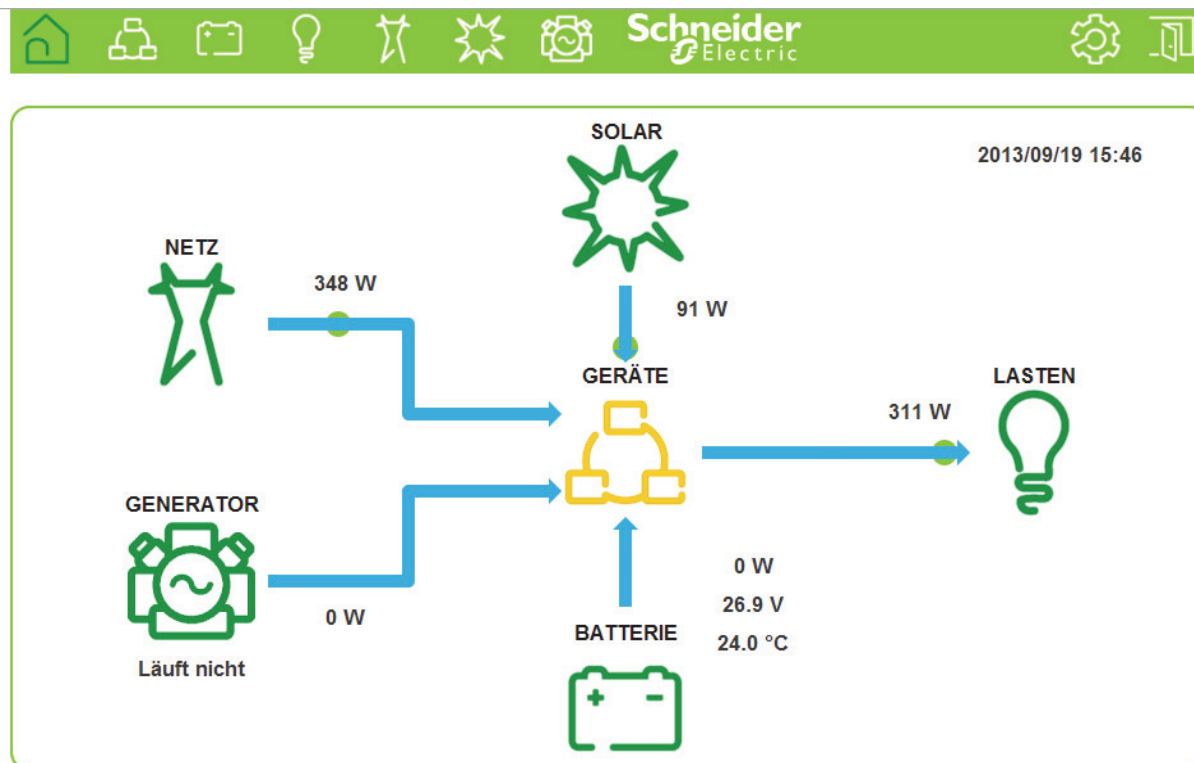 Schneider
Electric
SOLAR
2013/09/19 15:46
NETZ
348 W
91 W
GERÄTE
LASTEN
311 W
GENERATOR
0 W
0 W
26.9 V
24.0 °C
BATTERIE
Läuft nicht